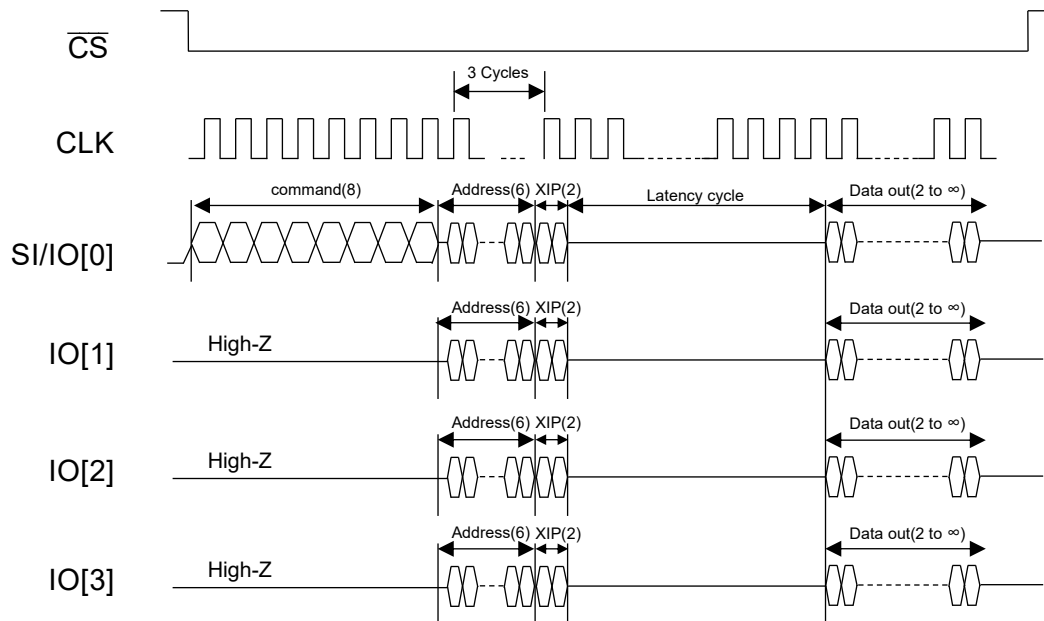 CS
3 Cycles
CLK
command(8)
Address(6) XIP(2)
Latency cycle
Data out(2 to ∞)
SI/IO[0]
Address(6) XIP(2)
Data out(2 to ∞)
IO[1]
High-Z
Address(6) XIP(2)
Data out(2 to ∞)
IO[2]
High-Z
Address(6) XIP(2)
Data out(2 to ∞)
IO[3]
High-Z